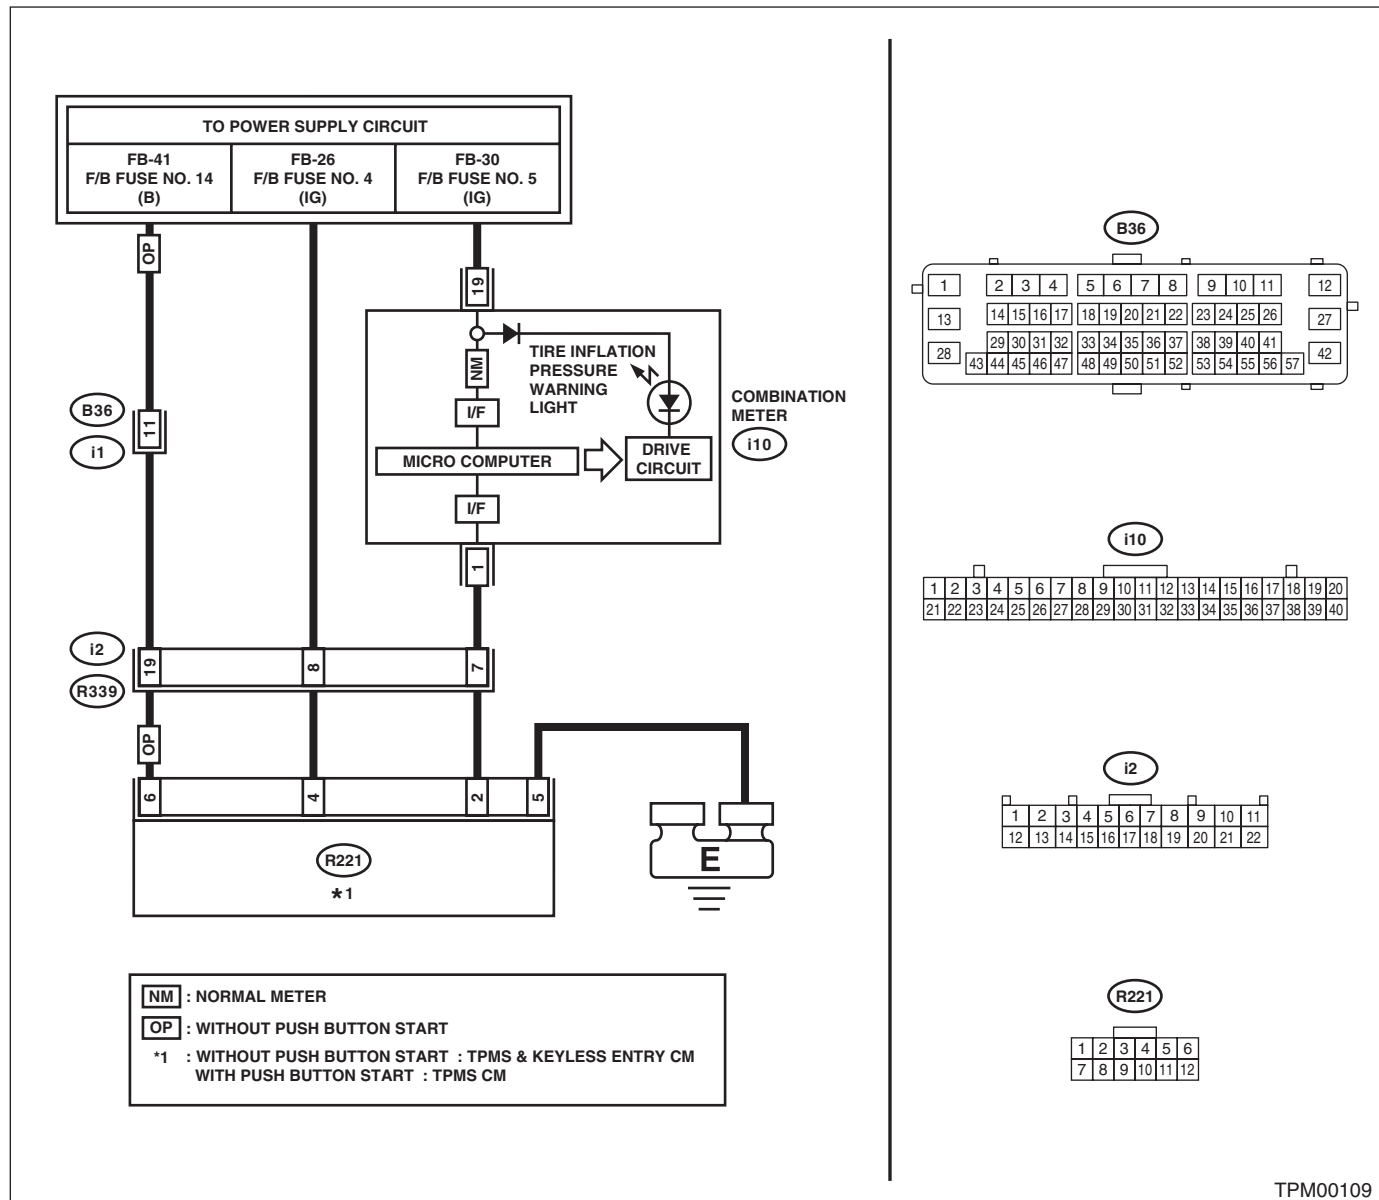 TO POWER SUPPLY CIRCUIT
FB-41
F/B FUSE NO. 14
(B)
FB-26
F/B FUSE NO. 4
(IG)
FB-30
F/B FUSE NO. 5
(IG)
OP
19
NM
TIRE INFLATION
PRESSURE
WARNING
LIGHT
I/F
MICRO COMPUTER
DRIVE
CIRCUIT
I/F
COMBINATION
METER
i10
1
B36
11
i1
i2
19
8
7
R339
OP
6
4
2
5
R221
*1
E
NM : NORMAL METER
OP : WITHOUT PUSH BUTTON START
*1 : WITHOUT PUSH BUTTON START : TPMS & KEYLESS ENTRY CM
WITH PUSH BUTTON START : TPMS CM
B36
1 2 3 4 5 6 7 8 9 10 11 12
13 14 15 16 17 18 19 20 21 22 23 24 25 26 27
28 29 30 31 32 33 34 35 36 37 38 39 40 41 42
43 44 45 46 47 48 49 50 51 52 53 54 55 56 57
i10
1 2 3 4 5 6 7 8 9 10 11 12 13 14 15 16 17 18 19 20
21 22 23 24 25 26 27 28 29 30 31 32 33 34 35 36 37 38 39 40
i2
1 2 3 4 5 6 7 8 9 10 11
12 13 14 15 16 17 18 19 20 21 22
R221
1 2 3 4 5 6
7 8 9 10 11 12
TPM00109